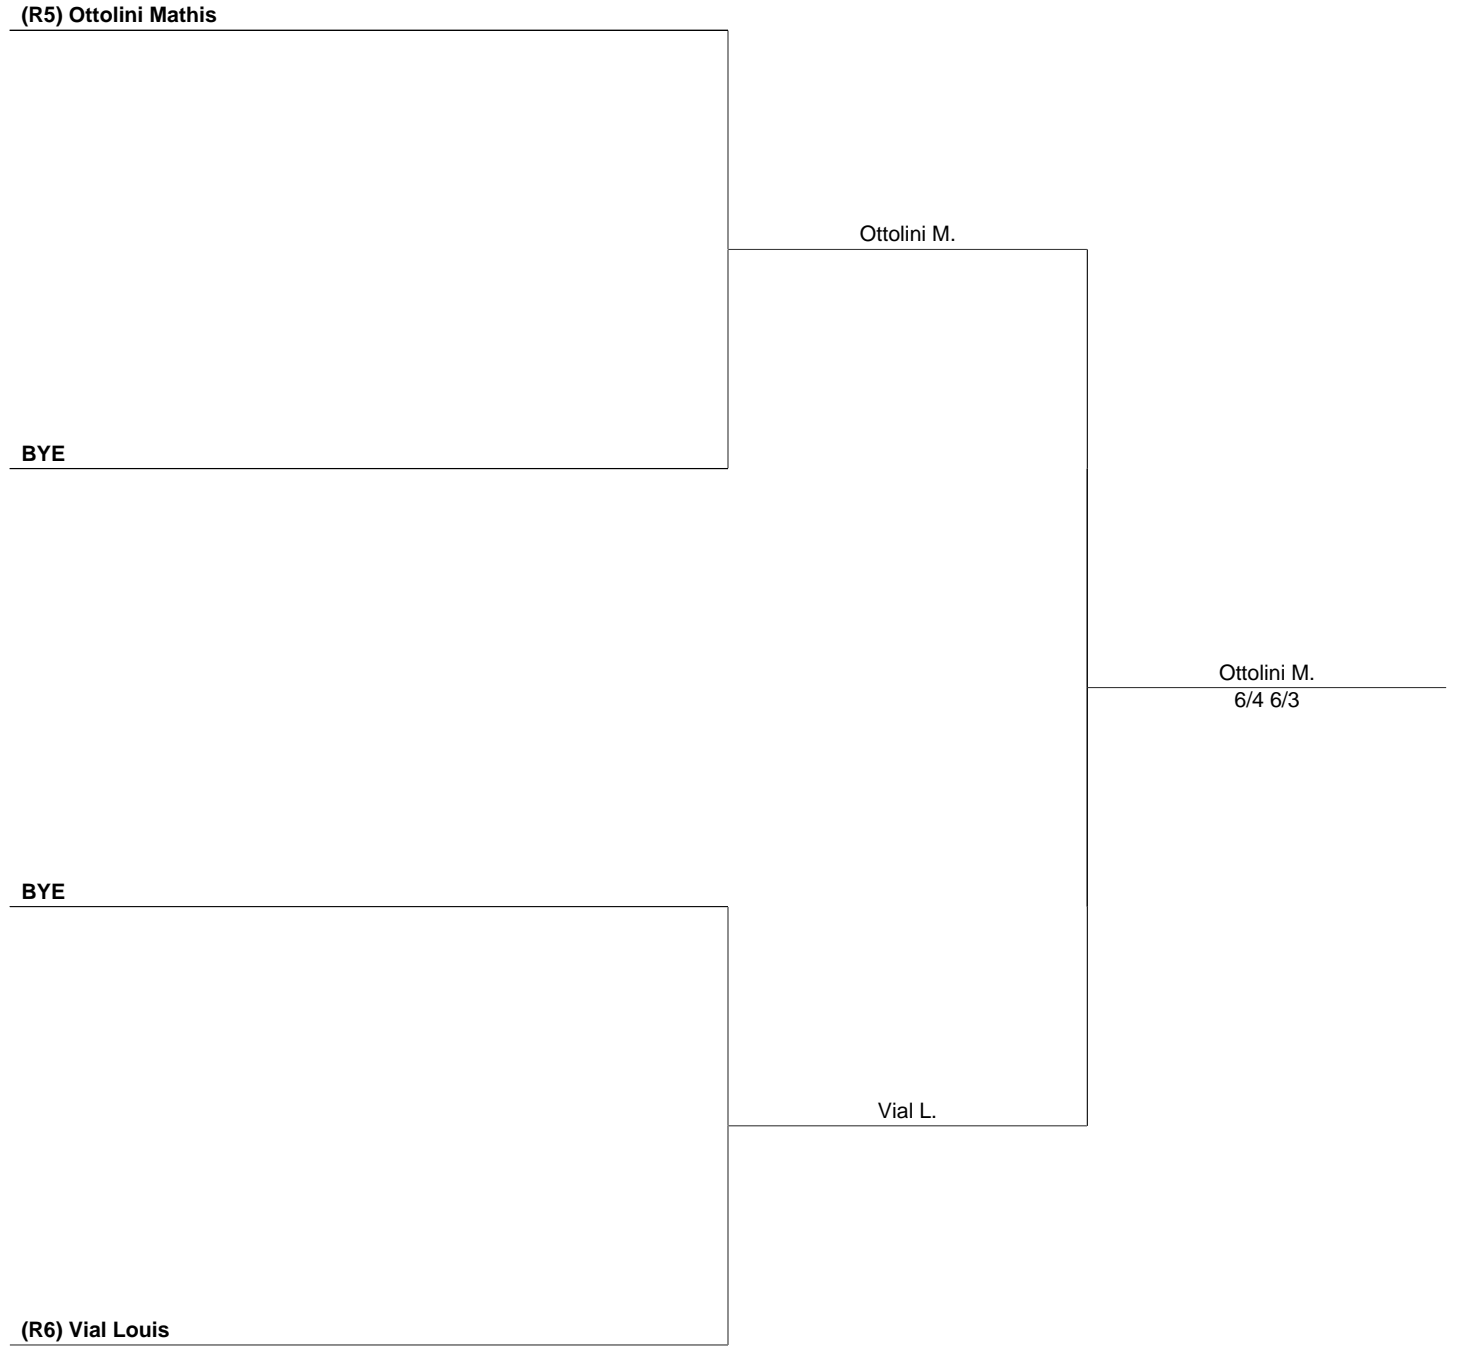 (R5) Ottolini Mathis
Ottolini M.
BYE
Ottolini M.
6/4 6/3
BYE
Vial L.
(R6) Vial Louis